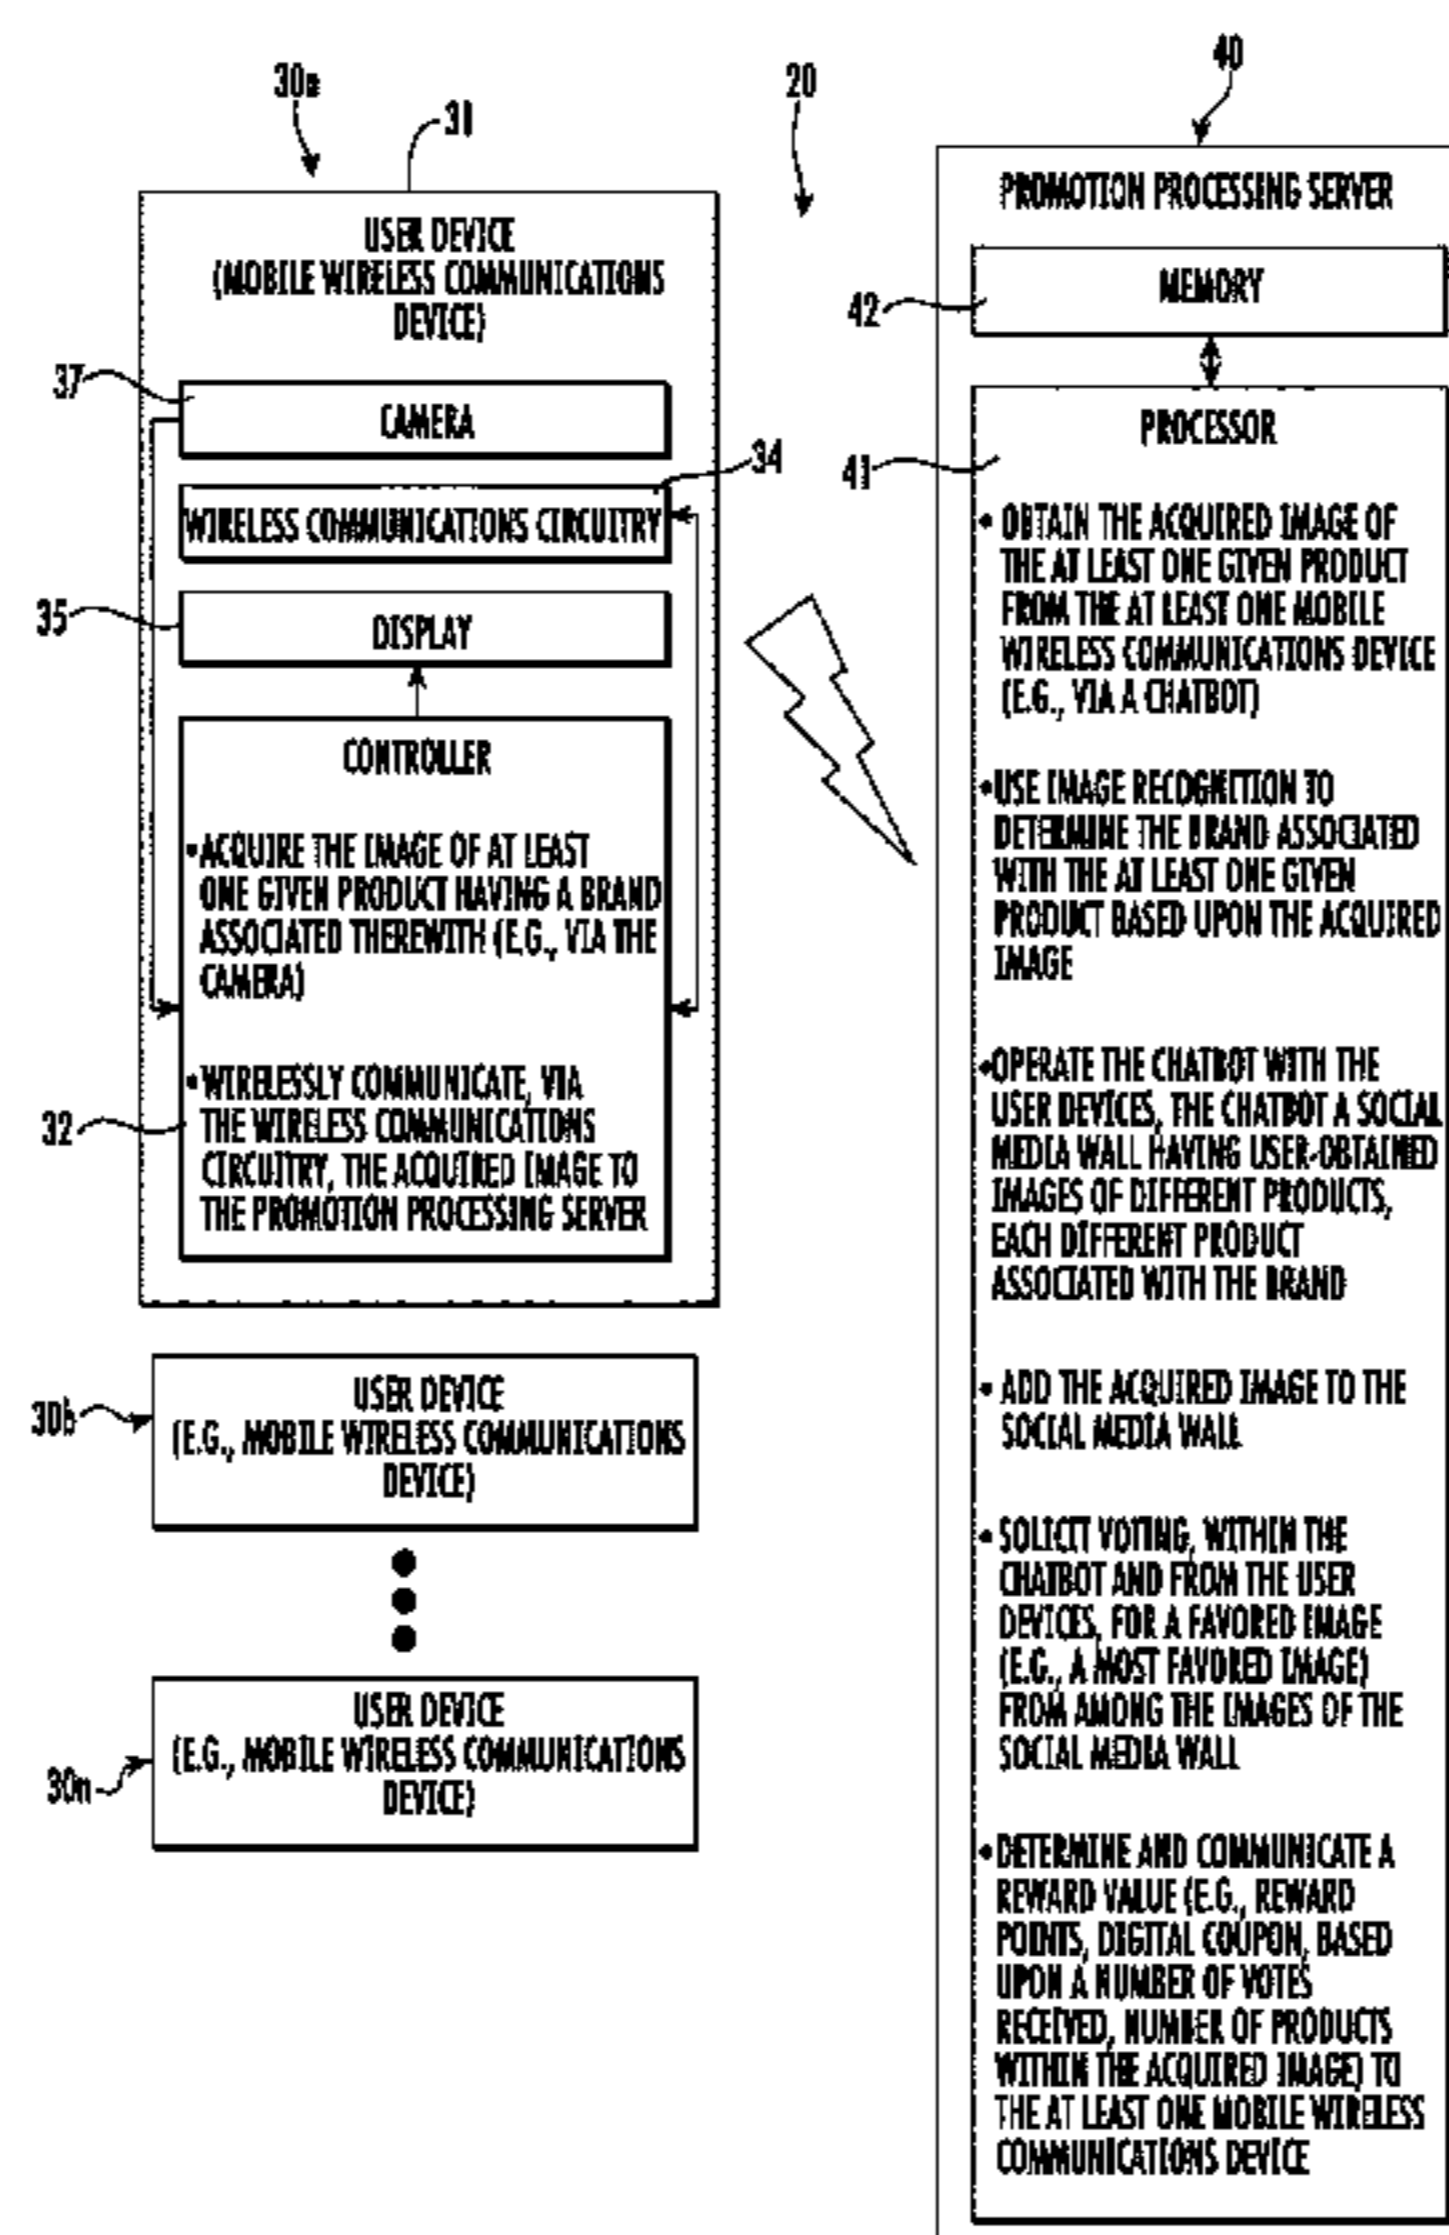 30a
31
20
40
USER DEVICE
(MOBILE WIRELESS COMMUNICATIONS
DEVICE)
37
CAMERA
34
WIRELESS COMMUNICATIONS CIRCUITRY
35
DISPLAY
CONTROLLER
•ACQUIRE THE IMAGE OF AT LEAST
ONE GIVEN PRODUCT HAVING A BRAND
ASSOCIATED THEREWITH (E.G., VIA THE
CAMERA)
•WIRELESSLY COMMUNICATE, VIA
THE WIRELESS COMMUNICATIONS
CIRCUITRY, THE ACQUIRED IMAGE TO
THE PROMOTION PROCESSING SERVER
32
30b
USER DEVICE
(E.G., MOBILE WIRELESS COMMUNICATIONS
DEVICE)
30n
USER DEVICE
(E.G., MOBILE WIRELESS COMMUNICATIONS
DEVICE)
PROMOTION PROCESSING SERVER
42
MEMORY
41
PROCESSOR
• OBTAIN THE ACQUIRED IMAGE OF
THE AT LEAST ONE GIVEN PRODUCT
FROM THE AT LEAST ONE MOBILE
WIRELESS COMMUNICATIONS DEVICE
(E.G., VIA A CHATBOT)
•USE IMAGE RECOGNITION TO
DETERMINE THE BRAND ASSOCIATED
WITH THE AT LEAST ONE GIVEN
PRODUCT BASED UPON THE ACQUIRED
IMAGE
•OPERATE THE CHATBOT WITH THE
USER DEVICES, THE CHATBOT A SOCIAL
MEDIA WALL HAVING USER-OBTAINED
IMAGES OF DIFFERENT PRODUCTS,
EACH DIFFERENT PRODUCT
ASSOCIATED WITH THE BRAND
• ADD THE ACQUIRED IMAGE TO THE
SOCIAL MEDIA WALL
• SOLICIT VOTING, WITHIN THE
CHATBOT AND FROM THE USER
DEVICES, FOR A FAVORED IMAGE
(E.G., A MOST FAVORED IMAGE)
FROM AMONG THE IMAGES OF THE
SOCIAL MEDIA WALL
•DETERMINE AND COMMUNICATE A
REWARD VALUE (E.G., REWARD
POINTS, DIGITAL COUPON, BASED
UPON A NUMBER OF VOTES
RECEIVED, NUMBER OF PRODUCTS
WITHIN THE ACQUIRED IMAGE) TO
THE AT LEAST ONE MOBILE WIRELESS
COMMUNICATIONS DEVICE